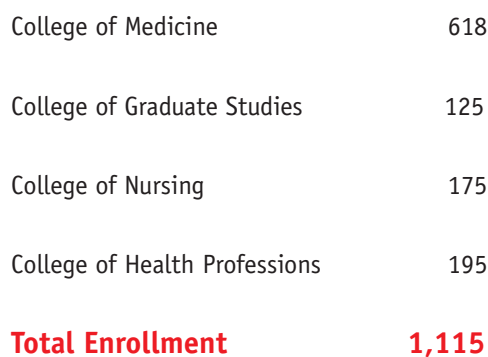 College of Medicine 618
College of Graduate Studies 125
College of Nursing 175
College of Health Professions 195
Total Enrollment 1,115